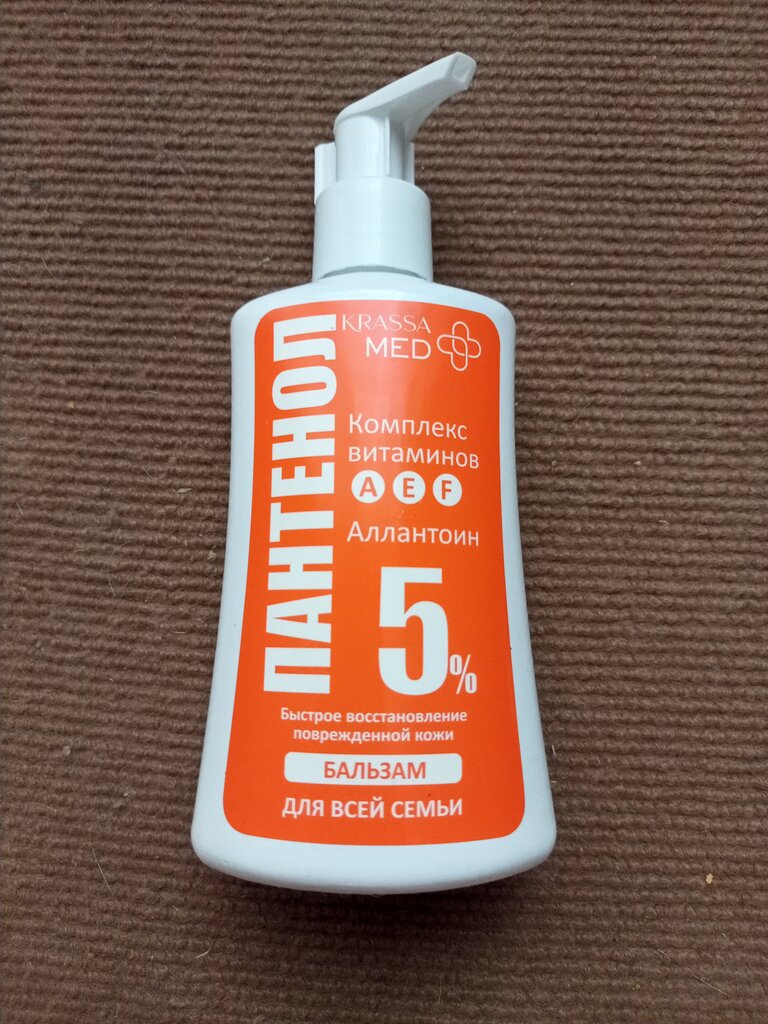 ПАНТЕНОЛ
KRASSA
MED
Комплекс
витаминов
A E F
Аллантоин
5%
Быстрое восстановление
поврежденной кожи
БАЛЬЗАМ
ДЛЯ ВСЕЙ СЕМЬИ